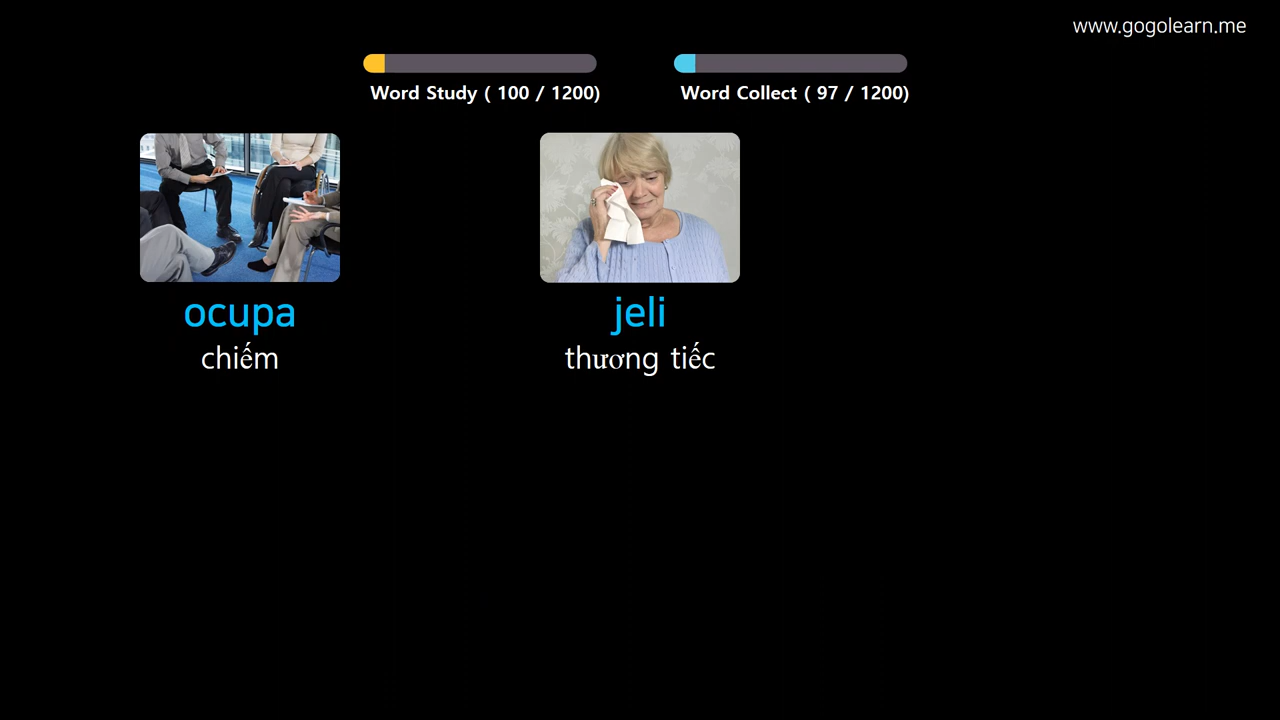 www.gogolearn.me
Word Study ( 100 / 1200)
Word Collect ( 97 / 1200)
ocupa
chiếm
jeli
thương tiếc